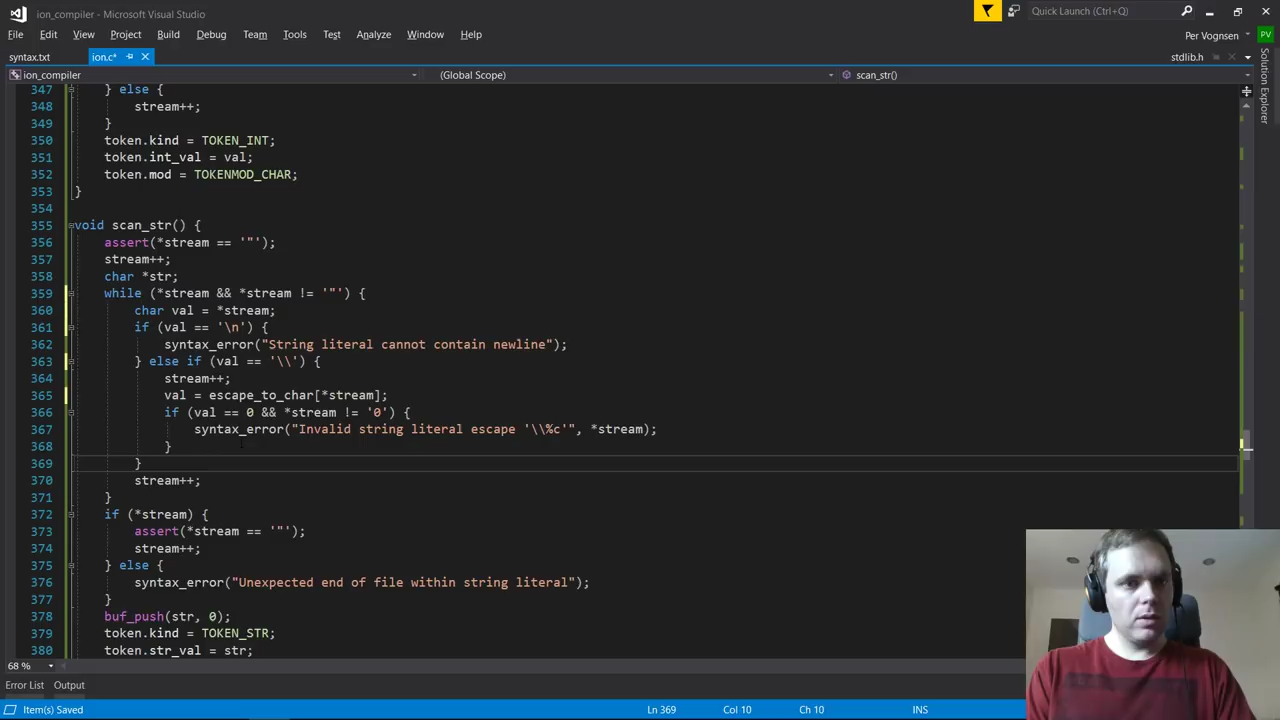 ion_compiler - Microsoft Visual Studio
Quick Launch (Ctrl+Q)
File Edit View Project Build Debug Team Tools Test Analyze Window Help
Per Vognsen PV
syntax.txt ion.c* stdlib.h
ion_compiler (Global Scope) scan_str()
Solution Explorer
347 } else {
348 stream++;
349 }
350 token.kind = TOKEN_INT;
351 token.int_val = val;
352 token.mod = TOKENMOD_CHAR;
353 }
354
355 void scan_str() {
356 assert(*stream == '"');
357 stream++;
358 char *str;
359 while (*stream && *stream != '"') {
360 char val = *stream;
361 if (val == '\n') {
362 syntax_error("String literal cannot contain newline");
363 } else if (val == '\\') {
364 stream++;
365 val = escape_to_char[*stream];
366 if (val == 0 && *stream != '0') {
367 syntax_error("Invalid string literal escape '\\%c'", *stream);
368 }
369 }
370 stream++;
371 }
372 if (*stream) {
373 assert(*stream == '"');
374 stream++;
375 } else {
376 syntax_error("Unexpected end of file within string literal");
377 }
378 buf_push(str, 0);
379 token.kind = TOKEN_STR;
380 token.str_val = str;
68 %
Error List Output
Item(s) Saved Ln 369 Col 10 Ch 10 INS